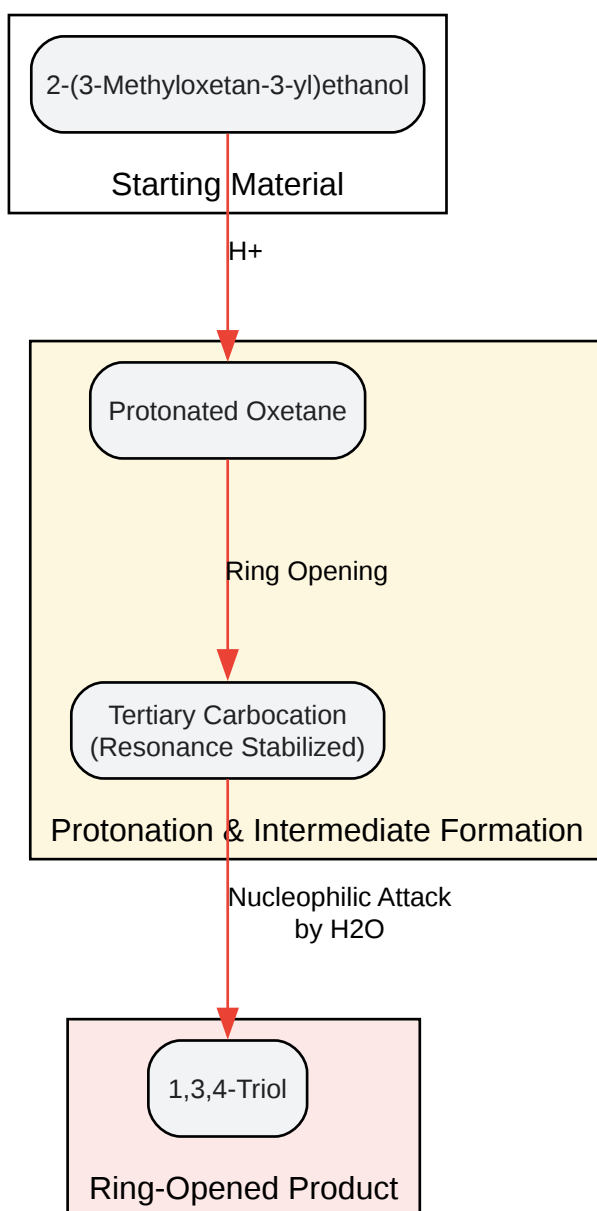 2-(3-Methyloxetan-3-yl)ethanol
Starting Material
H+
Protonated Oxetane
Ring Opening
Tertiary Carbocation
(Resonance Stabilized)
Protonation & Intermediate Formation
Nucleophilic Attack
by H2O
1,3,4-Triol
Ring-Opened Product